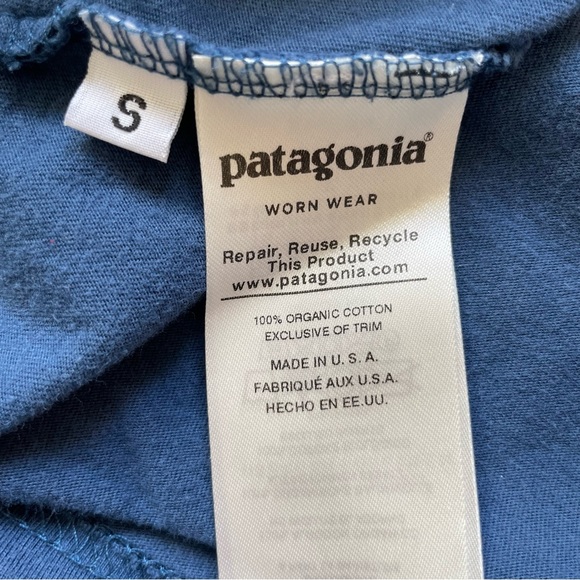 S
patagonia®
WORN WEAR
Repair, Reuse, Recycle
This Product
www.patagonia.com
100% ORGANIC COTTON
EXCLUSIVE OF TRIM
MADE IN U. S. A.
FABRIQUÉ AUX U.S.A.
HECHO EN EE.UU.